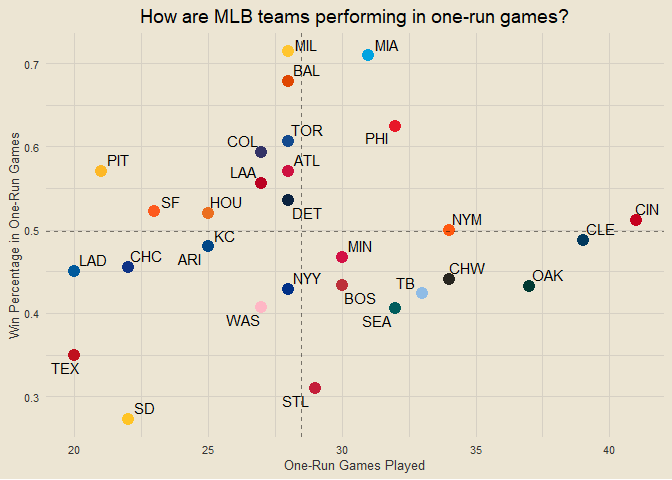 How are MLB teams performing in one-run games?
Win Percentage in One-Run Games
0.7
0.6
0.5
0.4
0.3
MIL
MIA
BAL
PHI
TOR
COL
ATL
PIT
LAA
DET
SF
HOU
NYM
CIN
CLE
KC
ARI
MIN
LAD
CHC
NYY
BOS
TB
CHW
OAK
WAS
SEA
TEX
STL
SD
20
25
30
35
40
One-Run Games Played